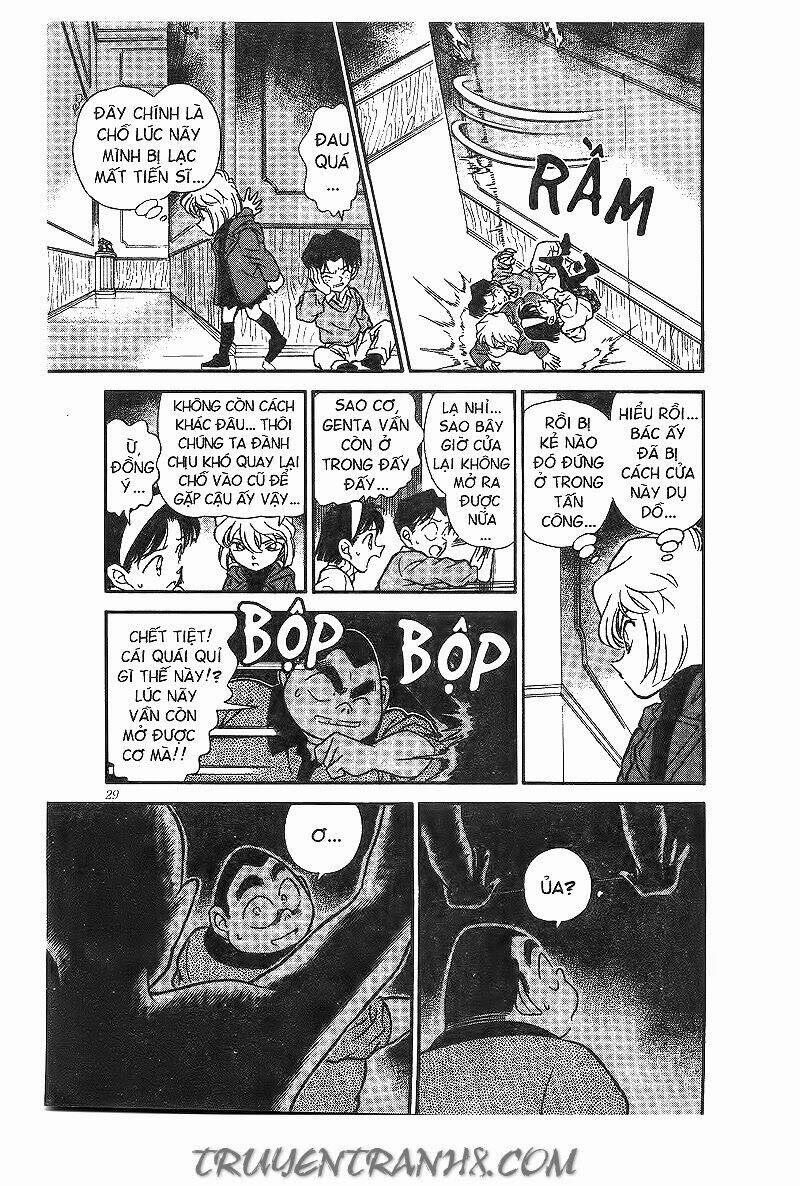 RẦM
ĐAU
QUÁ
...
ĐÂY CHÍNH LÀ
CHỖ LÚC NÃY
MÌNH BỊ LẠC
MẤT TIẾN SĨ...
HIỂU RỒI...
BÁC ẤY
ĐÃ BỊ
CÁCH CỬA
NÀY DỤ
DỖ...
RỒI BỊ
KẺ NÀO
ĐÓ ĐỨNG
Ở TRONG
TẤN
CÔNG...
LẠ NHỈ...
SAO BÂY
GIỜ CỬA
LẠI KHÔNG
MỞ RA
ĐƯỢC
NỮA
...
SAO CƠ,
GENTA VẪN
CÒN Ở
TRONG ĐẤY
ĐẤY...
KHÔNG CÒN CÁCH
KHÁC ĐÂU... THÔI
CHÚNG TA ĐÀNH
CHỊU KHÓ QUAY LẠI
CHỖ VÀO CŨ ĐỂ
GẶP CẬU ẤY VẬY...
Ừ,
ĐỒNG
Ý...
BỘP
BỘP
CHẾT TIỆT!
CÁI QUÁI QUỈ
GÌ THẾ NÀY!?
LÚC NÃY
VẪN CÒN
MỞ ĐƯỢC
CƠ MÀ!!
29
ỦA?
Ơ...
TRUYENTRANH8.COM